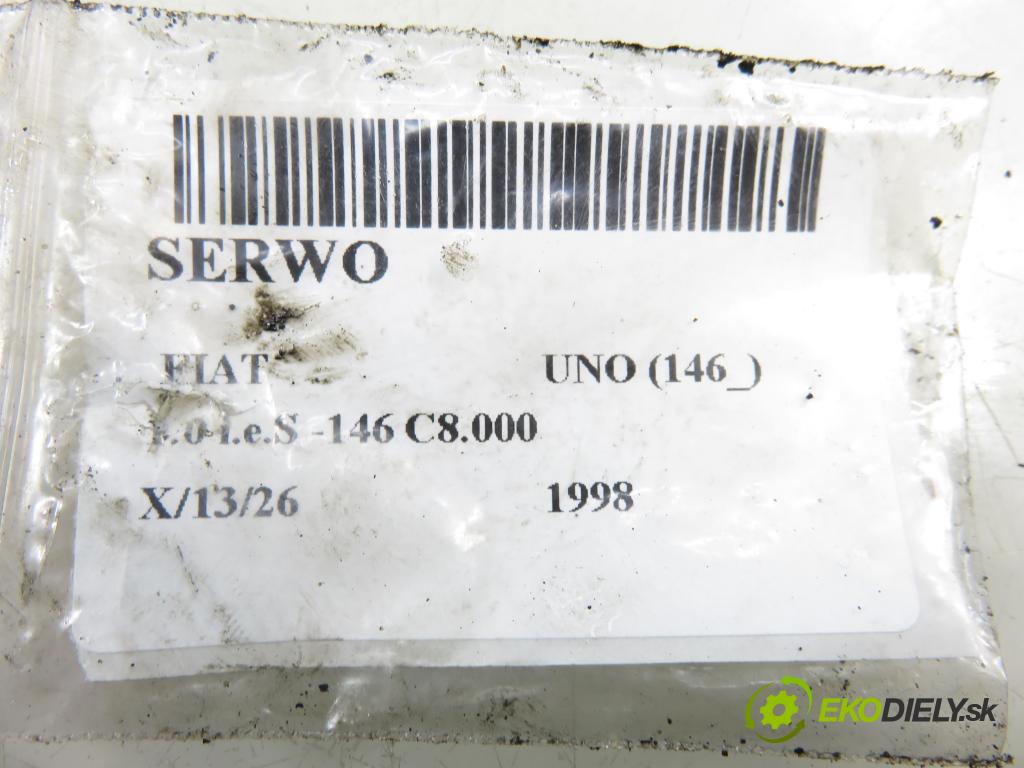 SERWO
FIAT UNO (146_)
i.e.S -146 C8.000
X/13/26 1998
EKODIELY.sk